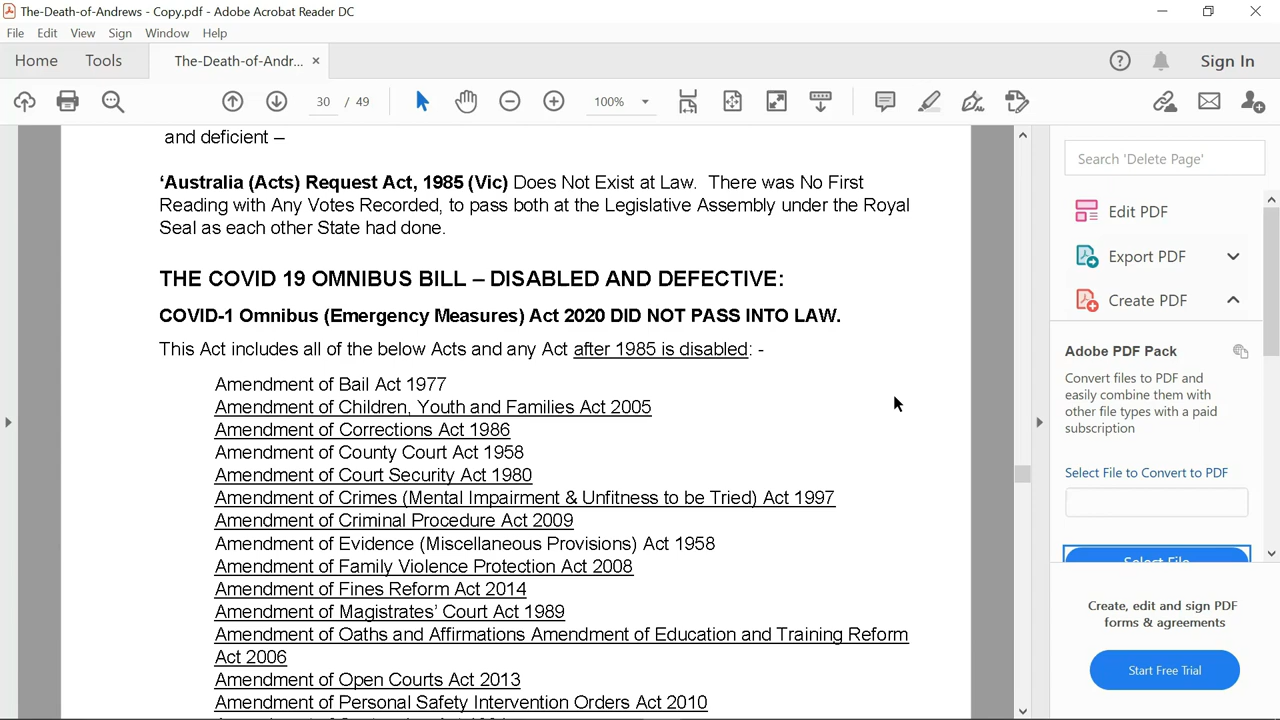 The-Death-of-Andrews - Copy.pdf - Adobe Acrobat Reader DC
File Edit View Sign Window Help
Home Tools The-Death-of-Andr... × Sign In
30 / 49 100%
and deficient –
‘Australia (Acts) Request Act, 1985 (Vic) Does Not Exist at Law. There was No First
Reading with Any Votes Recorded, to pass both at the Legislative Assembly under the Royal
Seal as each other State had done.
THE COVID 19 OMNIBUS BILL – DISABLED AND DEFECTIVE:
COVID-1 Omnibus (Emergency Measures) Act 2020 DID NOT PASS INTO LAW.
This Act includes all of the below Acts and any Act after 1985 is disabled: -
Amendment of Bail Act 1977
Amendment of Children, Youth and Families Act 2005
Amendment of Corrections Act 1986
Amendment of County Court Act 1958
Amendment of Court Security Act 1980
Amendment of Crimes (Mental Impairment & Unfitness to be Tried) Act 1997
Amendment of Criminal Procedure Act 2009
Amendment of Evidence (Miscellaneous Provisions) Act 1958
Amendment of Family Violence Protection Act 2008
Amendment of Fines Reform Act 2014
Amendment of Magistrates’ Court Act 1989
Amendment of Oaths and Affirmations Amendment of Education and Training Reform
Act 2006
Amendment of Open Courts Act 2013
Amendment of Personal Safety Intervention Orders Act 2010
Search 'Delete Page'
Edit PDF
Export PDF
Create PDF
Adobe PDF Pack
Convert files to PDF and
easily combine them with
other file types with a paid
subscription
Select File to Convert to PDF
Select File
Create, edit and sign PDF
forms & agreements
Start Free Trial